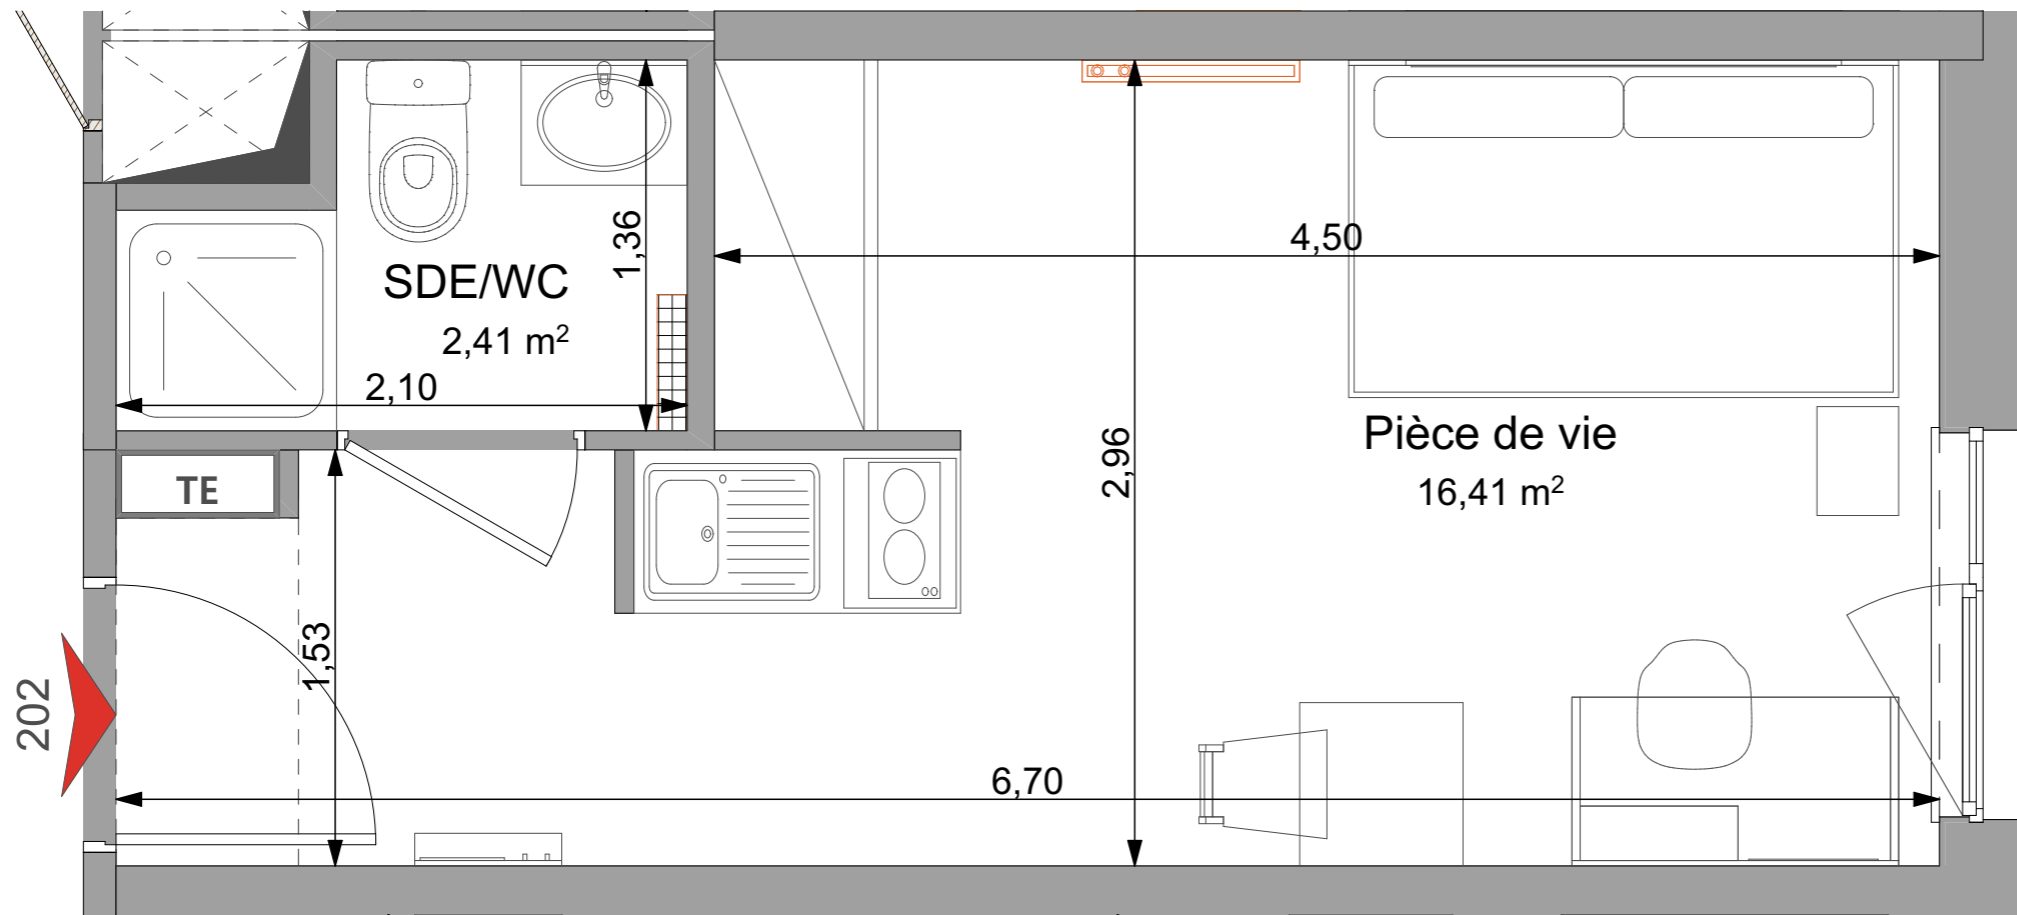 1,36
4,50
SDE/WC
2,41 m²
2,10
Pièce de vie
16,41 m²
2,96
TE
1,53
202
6,70